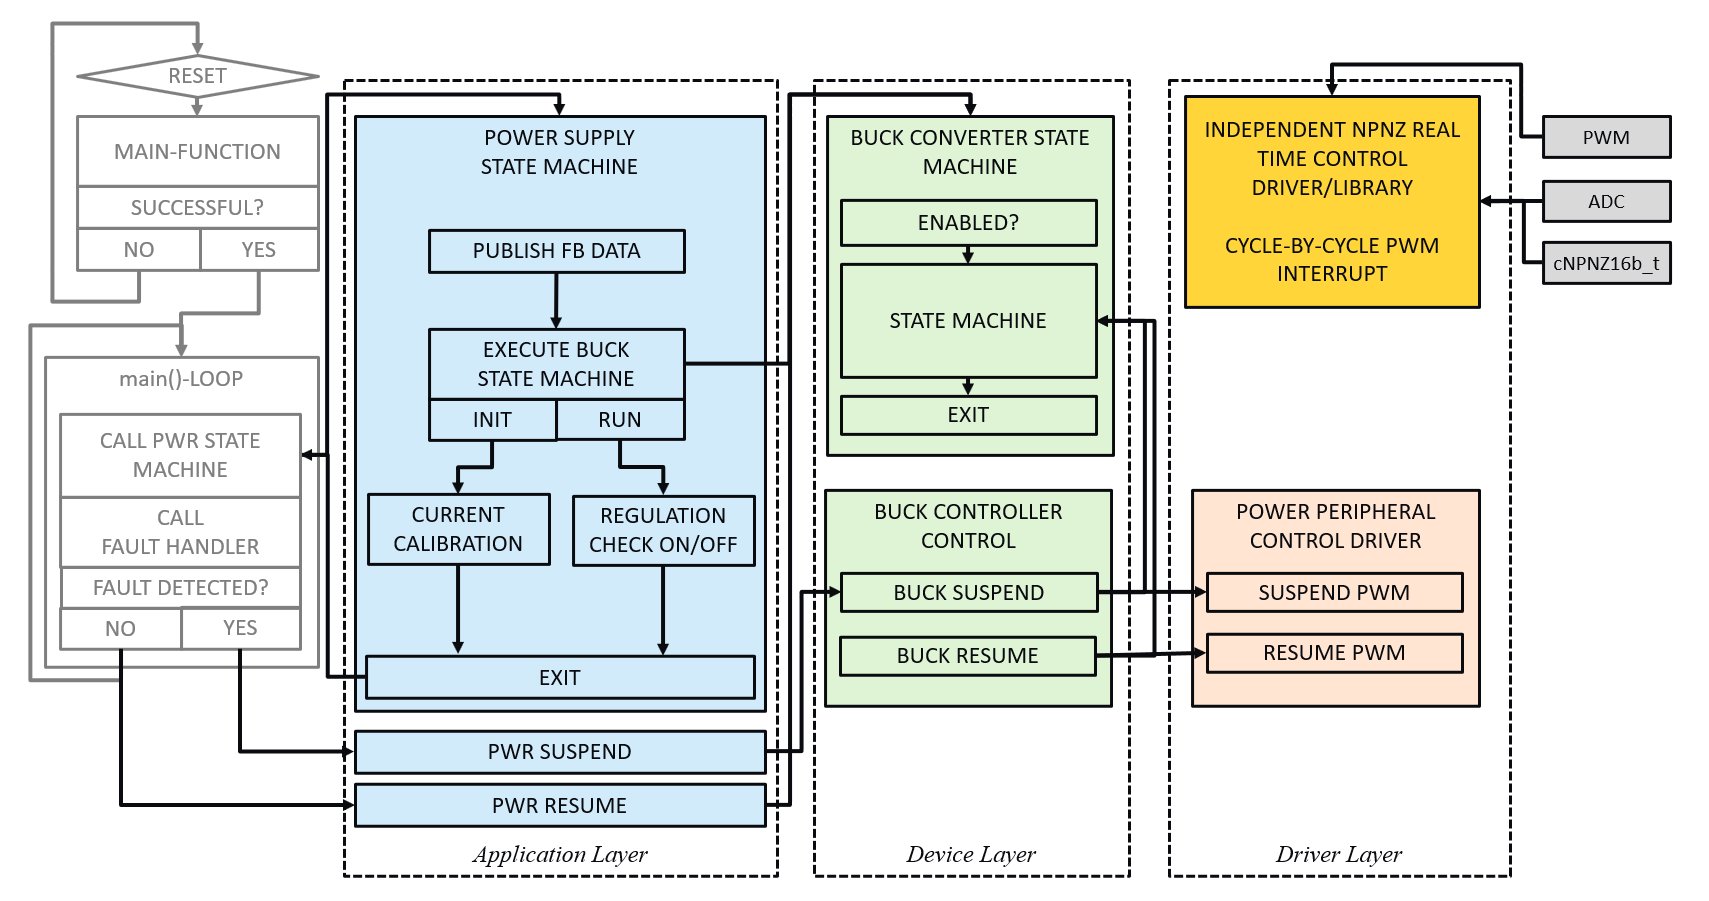 RESET
MAIN-FUNCTION
SUCCESSFUL?
NO
YES
main()-LOOP
CALL PWR STATE
MACHINE
CALL
FAULT HANDLER
FAULT DETECTED?
NO
YES
POWER SUPPLY
STATE MACHINE
PUBLISH FB DATA
EXECUTE BUCK
STATE MACHINE
INIT
RUN
CURRENT
CALIBRATION
REGULATION
CHECK ON/OFF
EXIT
PWR SUSPEND
PWR RESUME
Application Layer
BUCK CONVERTER STATE
MACHINE
ENABLED?
STATE MACHINE
EXIT
BUCK CONTROLLER
CONTROL
BUCK SUSPEND
BUCK RESUME
Device Layer
INDEPENDENT NPNZ REAL
TIME CONTROL
DRIVER/LIBRARY
CYCLE-BY-CYCLE PWM
INTERRUPT
POWER PERIPHERAL
CONTROL DRIVER
SUSPEND PWM
RESUME PWM
Driver Layer
PWM
ADC
cNPNZ16b_t